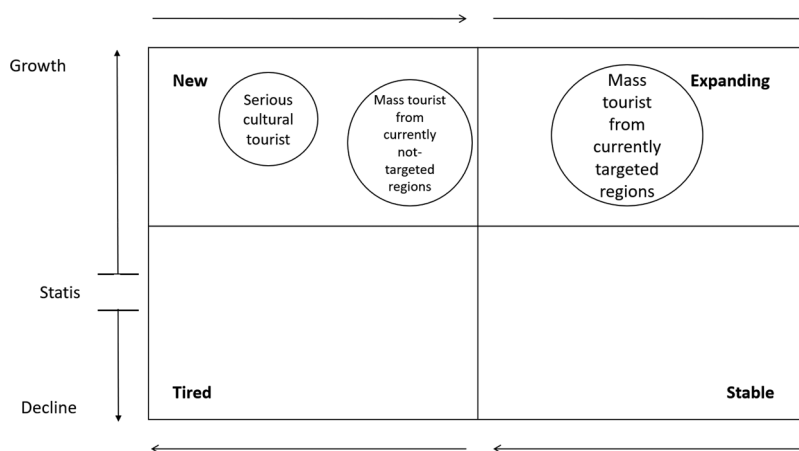 Growth
New
Serious
cultural
tourist
Mass tourist
from
currently
not-
targeted
regions
Mass
tourist
from
currently
targeted
regions
Expanding
Statis
Decline
Tired
Stable